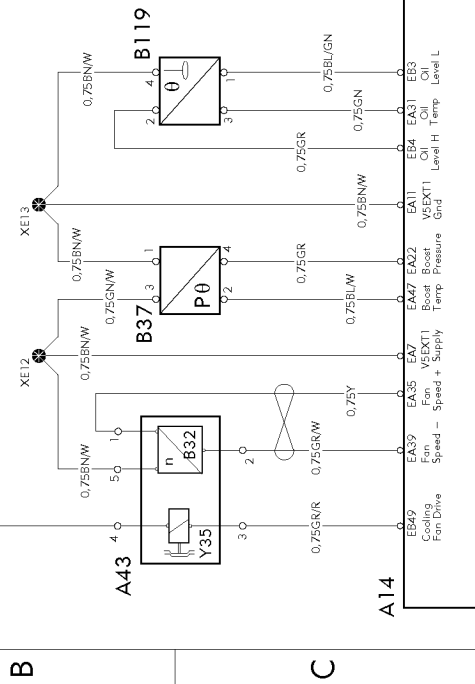 B119
0,75BN/W
4
θ
1
0,75BL/GN
EB3
Oil
Level L
2
3
0,75GN
EA31
Oil
Temp
0,75GR
EB4
Oil
Level H
XE13
0,75BN/W
EA11
V5EXT1
Gnd
0,75BN/W
1
4
0,75GR
EA22
Boost
Pressure
0,75GN/W
3
Pθ
2
0,75BL/W
EA47
Boost
Temp
B37
XE12
0,75BN/W
EA7
V5EXT1
Supply
0,75Y
EA35
Fan
Speed +
1
n
B32
0,75BN/W
5
2
0,75GR/W
EA39
Fan
Speed –
4
Y35
3
0,75GR/R
EB49
Cooling
Fan Drive
A43
A14
B
C